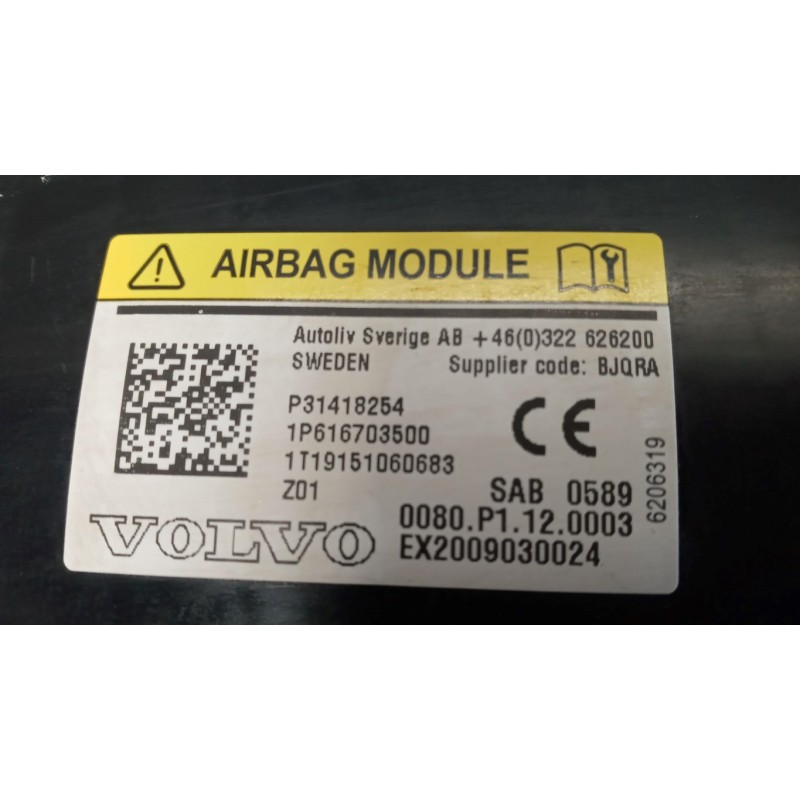 AIRBAG MODULE
Autoliv Sverige AB +46(0)322 626200
SWEDEN Supplier code: BJQRA
P31418254
1P616703500
1T19151060683
Z01
CE
SAB 0589
0080.P1.12.0003
EX2009030024
VOLVO
6206319